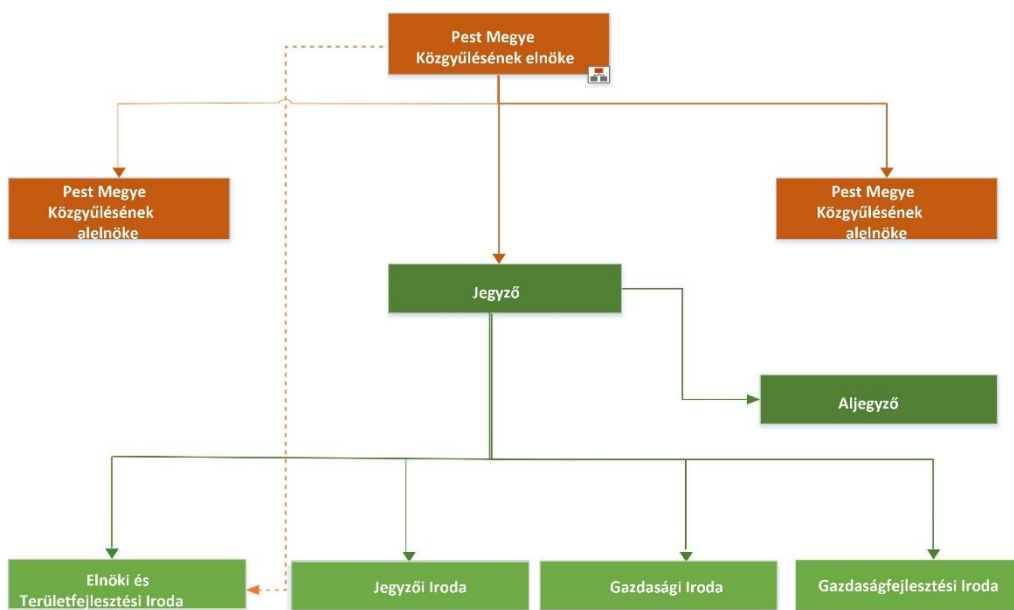 Pest Megye
Közgyűlésének elnöke
Pest Megye
Közgyűlésének
alelnöke
Pest Megye
Közgyűlésének
alelnöke
Jegyző
Aljegyző
Elnöki és
Területfejlesztési Iroda
Jegyzői Iroda
Gazdasági Iroda
Gazdaságfejlesztési Iroda